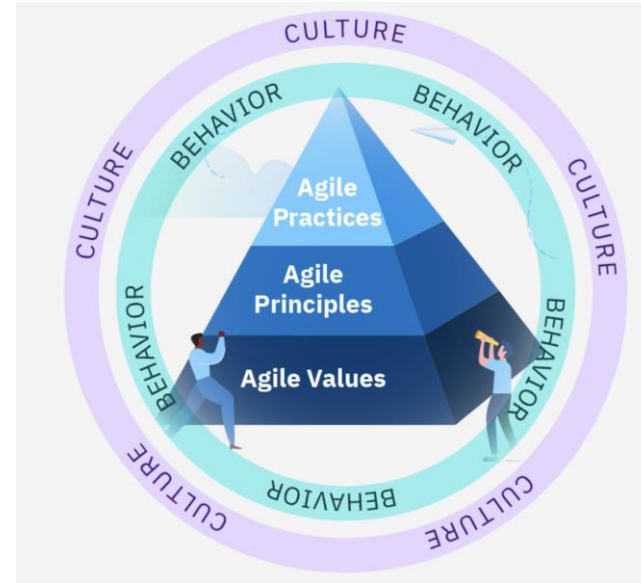 CULTURE
BEHAVIOR
BEHAVIOR
CULTURE
CULTURE
Agile
Practices
Agile
Principles
BEHAVIOR
BEHAVIOR
Agile Values
CULTURE
BEHAVIOR
CULTURE